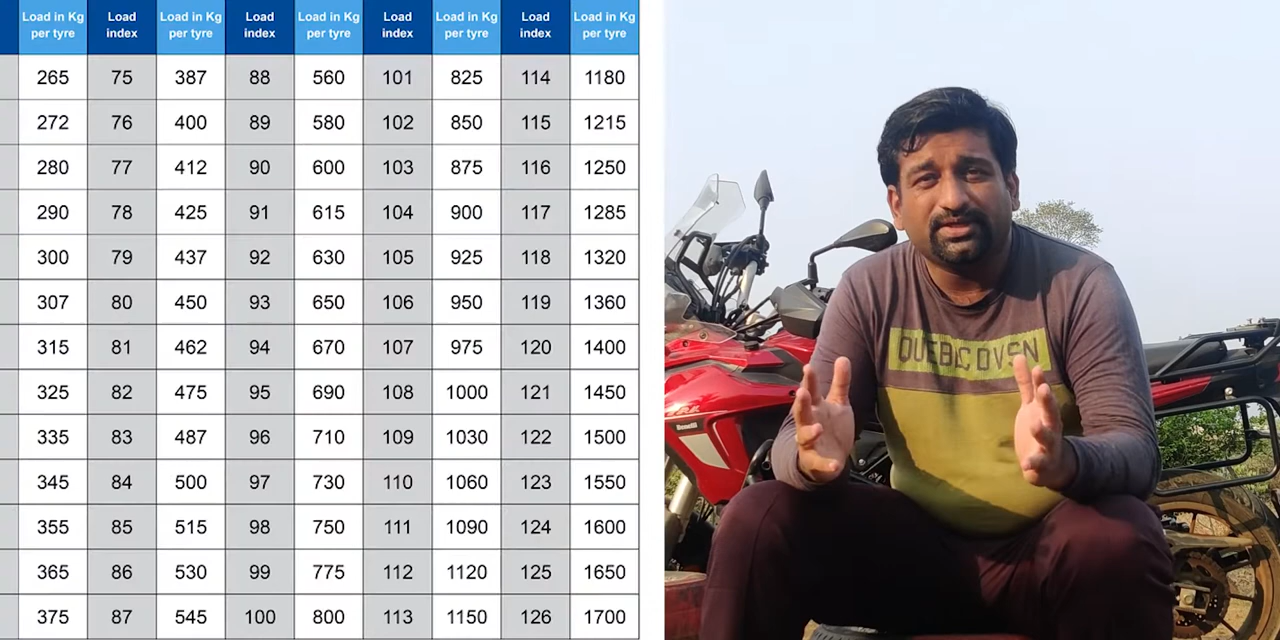 Load in Kg per tyre Load index Load in Kg per tyre Load index Load in Kg per tyre Load index Load in Kg per tyre Load index Load in Kg per tyre
265 75 387 88 560 101 825 114 1180
272 76 400 89 580 102 850 115 1215
280 77 412 90 600 103 875 116 1250
290 78 425 91 615 104 900 117 1285
300 79 437 92 630 105 925 118 1320
307 80 450 93 650 106 950 119 1360
315 81 462 94 670 107 975 120 1400
325 82 475 95 690 108 1000 121 1450
335 83 487 96 710 109 1030 122 1500
345 84 500 97 730 110 1060 123 1550
355 85 515 98 750 111 1090 124 1600
365 86 530 99 775 112 1120 125 1650
375 87 545 100 800 113 1150 126 1700
QUEBEC DVSN
Benelli